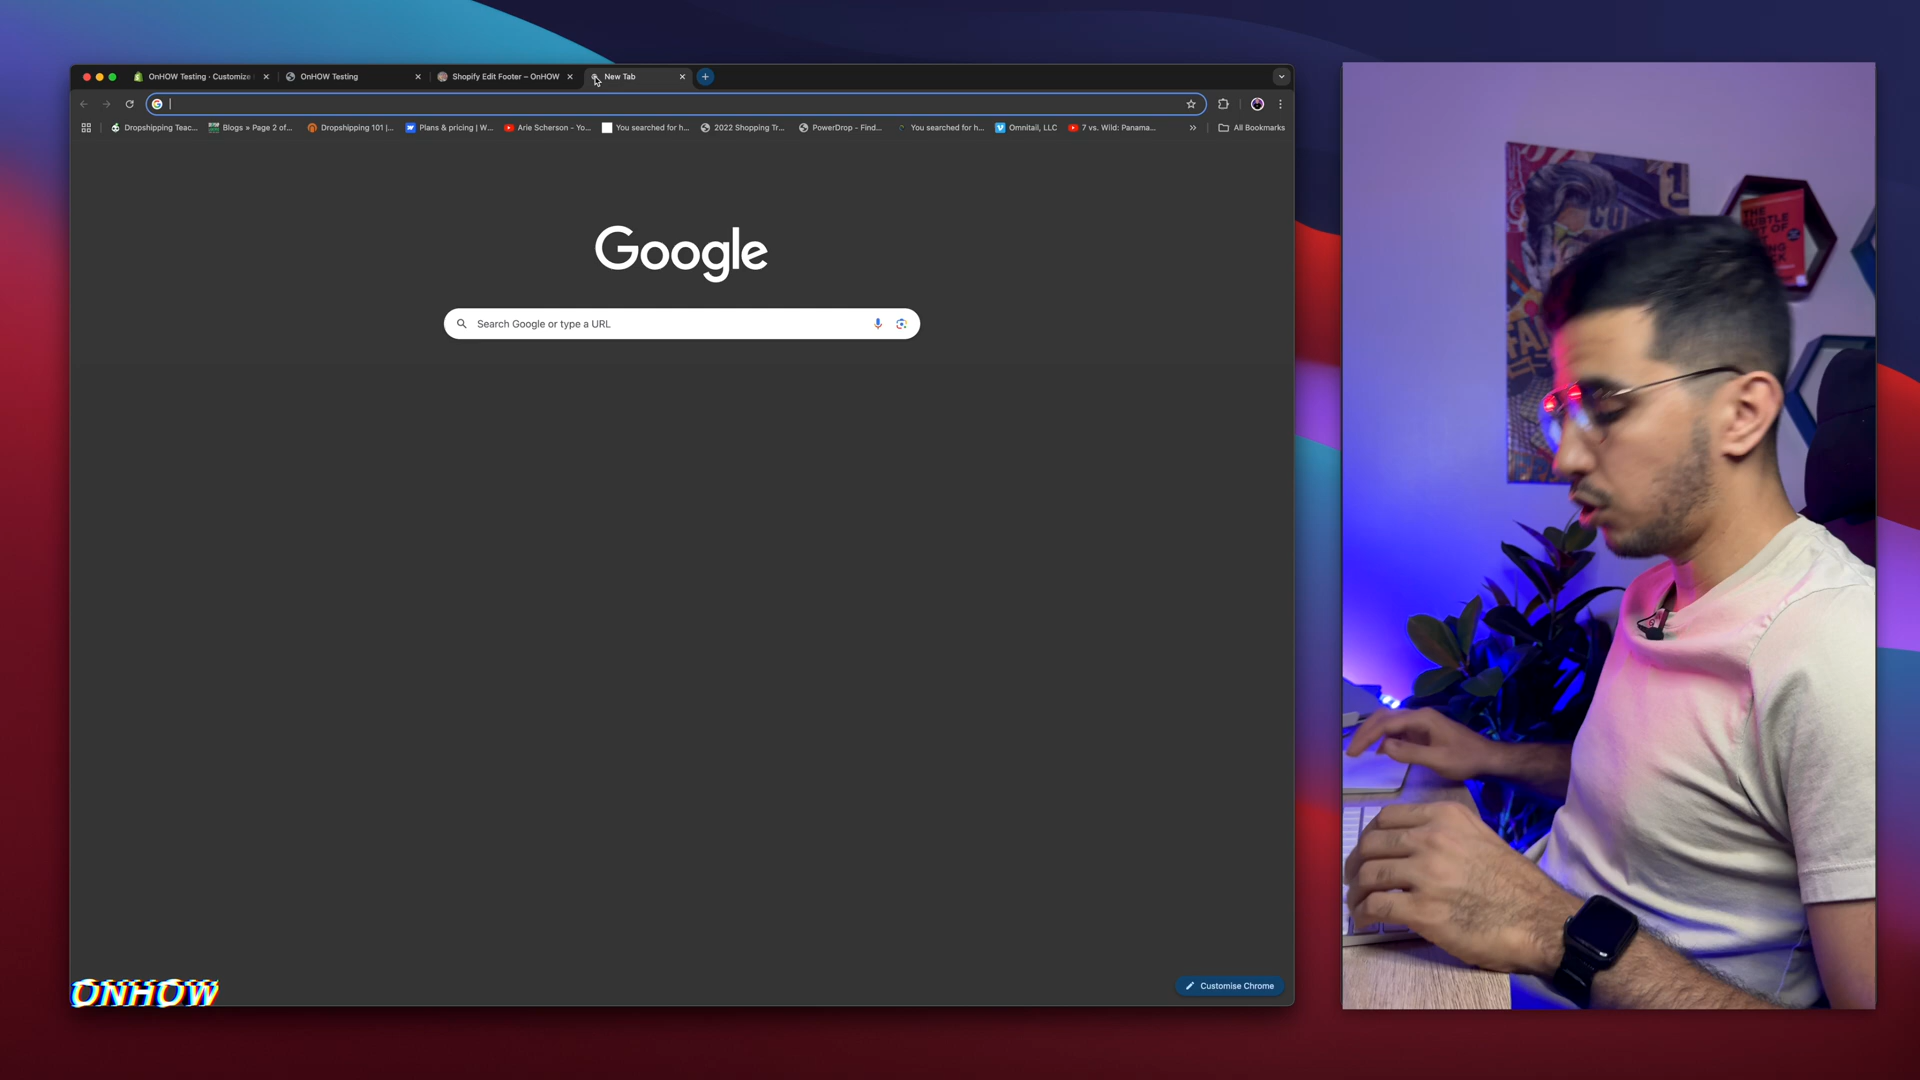 OnHOW Testing · Customize
OnHOW Testing
Shopify Edit Footer – OnHOW
New Tab
Dropshipping Teac...
Blogs » Page 2 of...
Dropshipping 101 |...
Plans & pricing | W...
Arie Scherson - Yo...
You searched for h...
2022 Shopping Tr...
PowerDrop - Find...
You searched for h...
Omnitail, LLC
7 vs. Wild: Panama...
All Bookmarks
Google
Search Google or type a URL
Customise Chrome
ONHOW
THE
SUBTLE